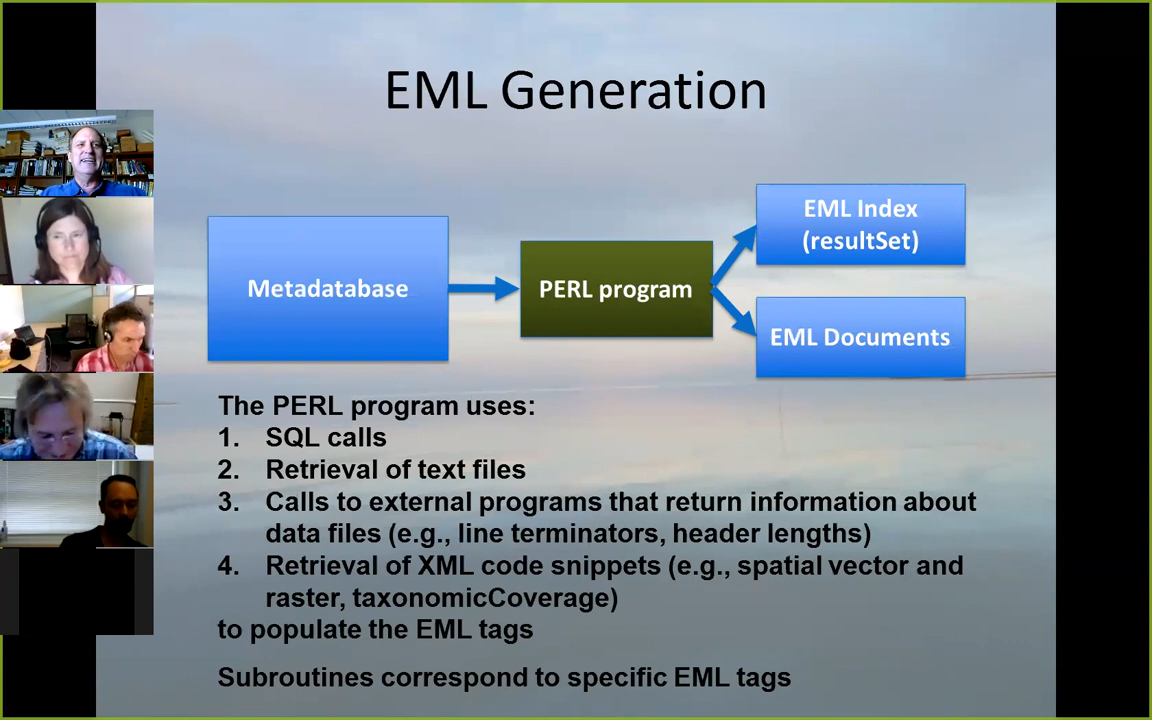 EML Generation
Metadatabase
PERL program
EML Index
(resultSet)
EML Documents
The PERL program uses:
1. SQL calls
2. Retrieval of text files
3. Calls to external programs that return information about
data files (e.g., line terminators, header lengths)
4. Retrieval of XML code snippets (e.g., spatial vector and
raster, taxonomicCoverage)
to populate the EML tags
Subroutines correspond to specific EML tags